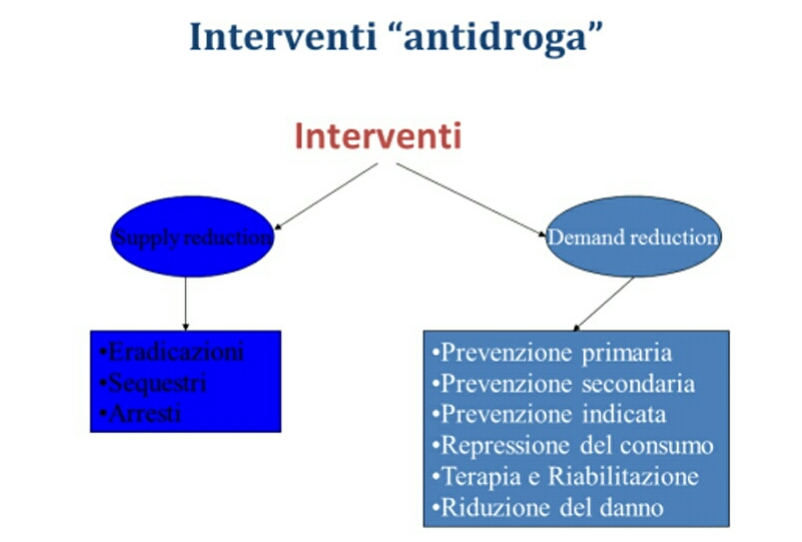 Interventi “antidroga”
Interventi
Supply reduction
Demand reduction
•Eradicazioni
•Sequestri
•Arresti
•Prevenzione primaria
•Prevenzione secondaria
•Prevenzione indicata
•Repressione del consumo
•Terapia e Riabilitazione
•Riduzione del danno